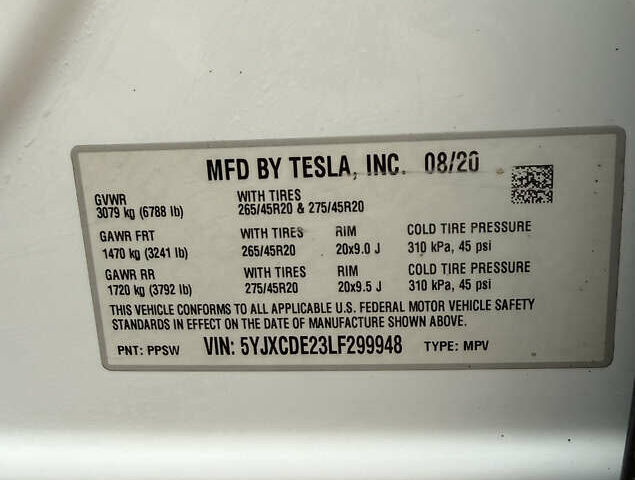 MFD BY TESLA, INC. 08/20
GVWR WITH TIRES
3079 kg (6788 lb) 265/45R20 & 275/45R20
GAWR FRT WITH TIRES RIM COLD TIRE PRESSURE
1470 kg (3241 lb) 265/45R20 20x9.0 J 310 kPa, 45 psi
GAWR RR WITH TIRES RIM COLD TIRE PRESSURE
1720 kg (3792 lb) 275/45R20 20x9.5 J 310 kPa, 45 psi
THIS VEHICLE CONFORMS TO ALL APPLICABLE U.S. FEDERAL MOTOR VEHICLE SAFETY
STANDARDS IN EFFECT ON THE DATE OF MANUFACTURE SHOWN ABOVE.
PNT: PPSW VIN: 5YJXCDE23LF299948 TYPE: MPV